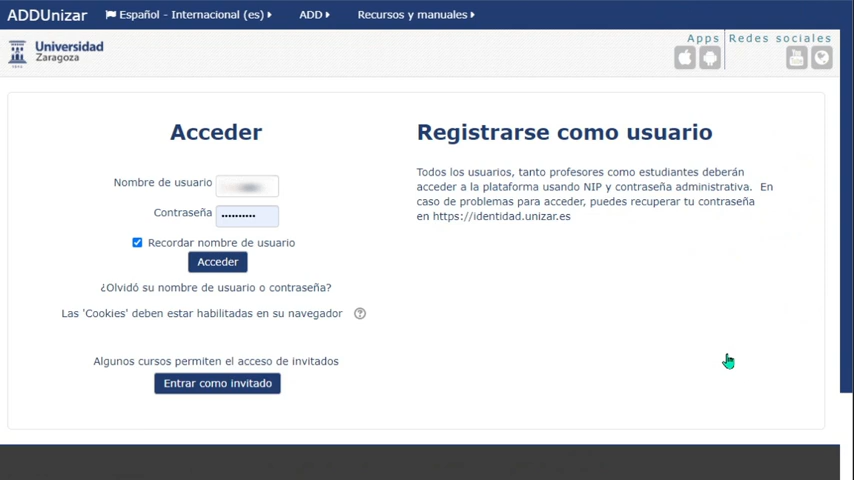 ADDUnizar Español - Internacional (es) ADD Recursos y manuales
Universidad
Zaragoza
Apps Redes sociales
You
Acceder
Registrarse como usuario
Nombre de usuario
Contraseña ••••••••••
Recordar nombre de usuario
Acceder
¿Olvidó su nombre de usuario o contraseña?
Las 'Cookies' deben estar habilitadas en su navegador ?
Algunos cursos permiten el acceso de invitados
Entrar como invitado
Todos los usuarios, tanto profesores como estudiantes deberán
acceder a la plataforma usando NIP y contraseña administrativa. En
caso de problemas para acceder, puedes recuperar tu contraseña
en https://identidad.unizar.es